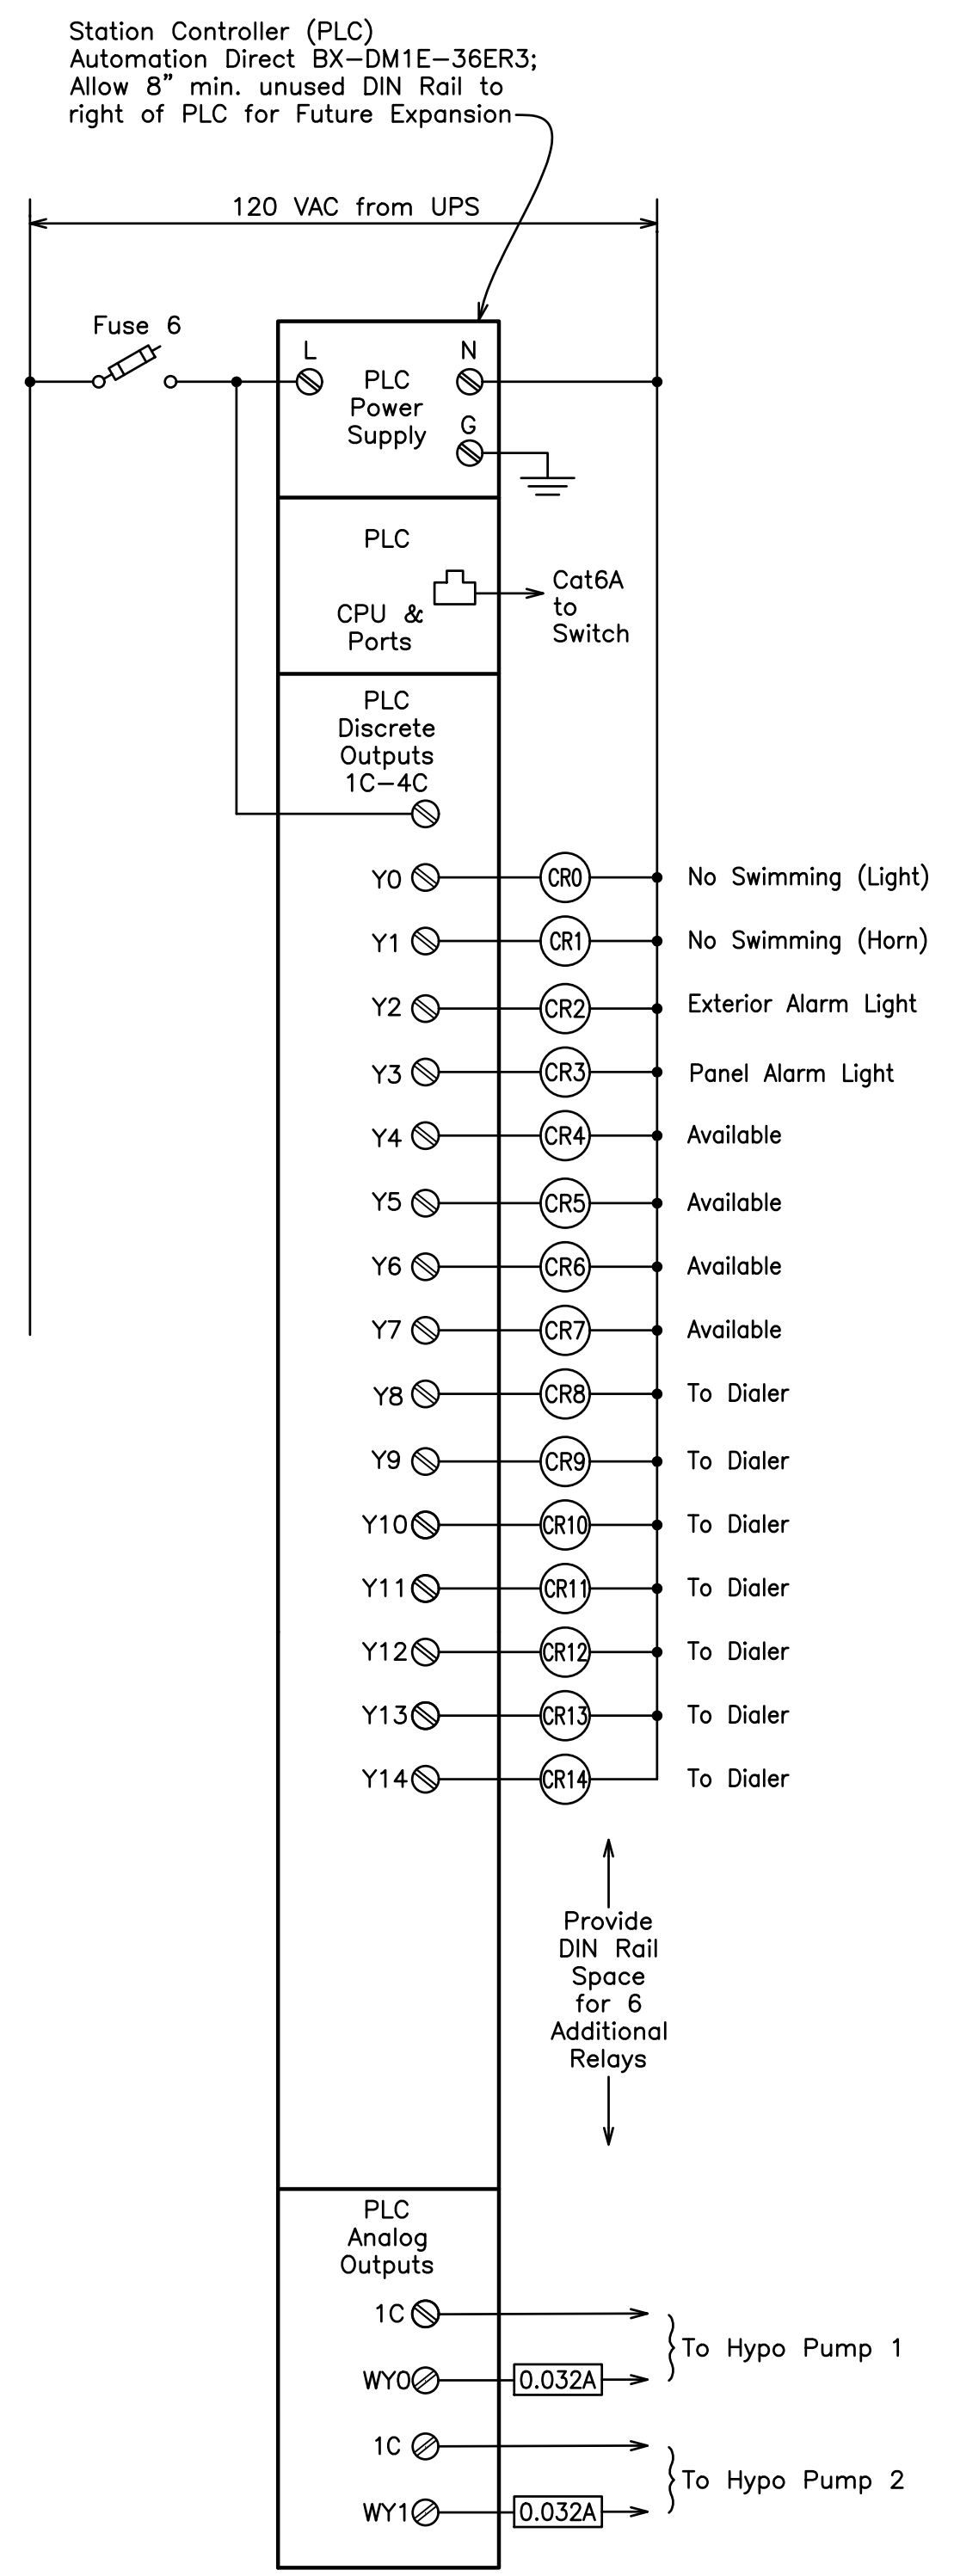 Station Controller (PLC)
Automation Direct BX-DM1E-36ER3;
Allow 8" min. unused DIN Rail to
right of PLC for Future Expansion
120 VAC from UPS
Fuse 6
L
N
PLC
Power
Supply
G
PLC
CPU &
Ports
Cat6A
to
Switch
PLC
Discrete
Outputs
1C-4C
Y0 CR0 No Swimming (Light)
Y1 CR1 No Swimming (Horn)
Y2 CR2 Exterior Alarm Light
Y3 CR3 Panel Alarm Light
Y4 CR4 Available
Y5 CR5 Available
Y6 CR6 Available
Y7 CR7 Available
Y8 CR8 To Dialer
Y9 CR9 To Dialer
Y10 CR10 To Dialer
Y11 CR11 To Dialer
Y12 CR12 To Dialer
Y13 CR13 To Dialer
Y14 CR14 To Dialer
Provide
DIN Rail
Space
for 6
Additional
Relays
PLC
Analog
Outputs
1C
To Hypo Pump 1
WY0 0.032A
1C
To Hypo Pump 2
WY1 0.032A